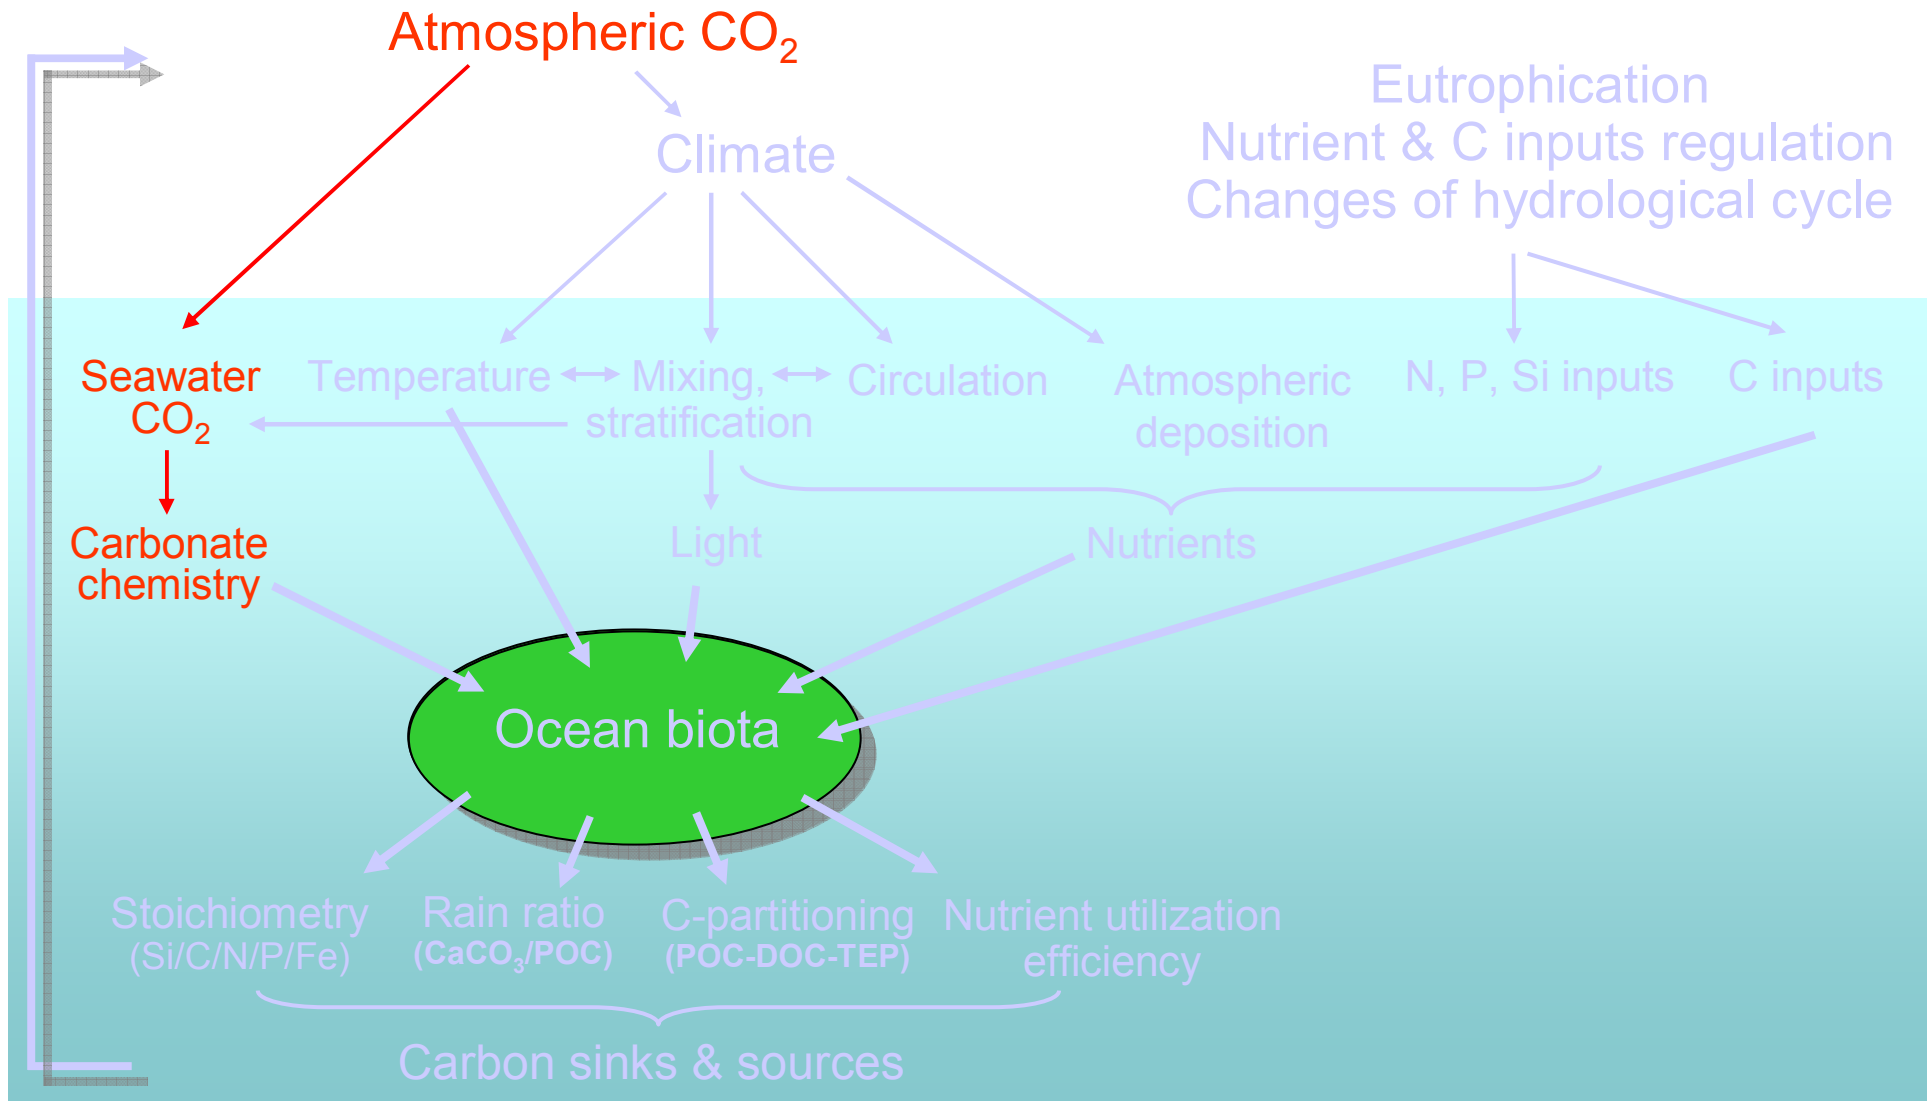 Atmospheric CO₂
Eutrophication
Nutrient & C inputs regulation
Changes of hydrological cycle
Climate
Seawater
CO₂
Temperature
Mixing,
stratification
Circulation
Atmospheric
deposition
N, P, Si inputs
C inputs
Carbonate
chemistry
Light
Nutrients
Ocean biota
Stoichiometry
(Si/C/N/P/Fe)
Rain ratio
(CaCO₃/POC)
C-partitioning
(POC-DOC-TEP)
Nutrient utilization
efficiency
Carbon sinks & sources